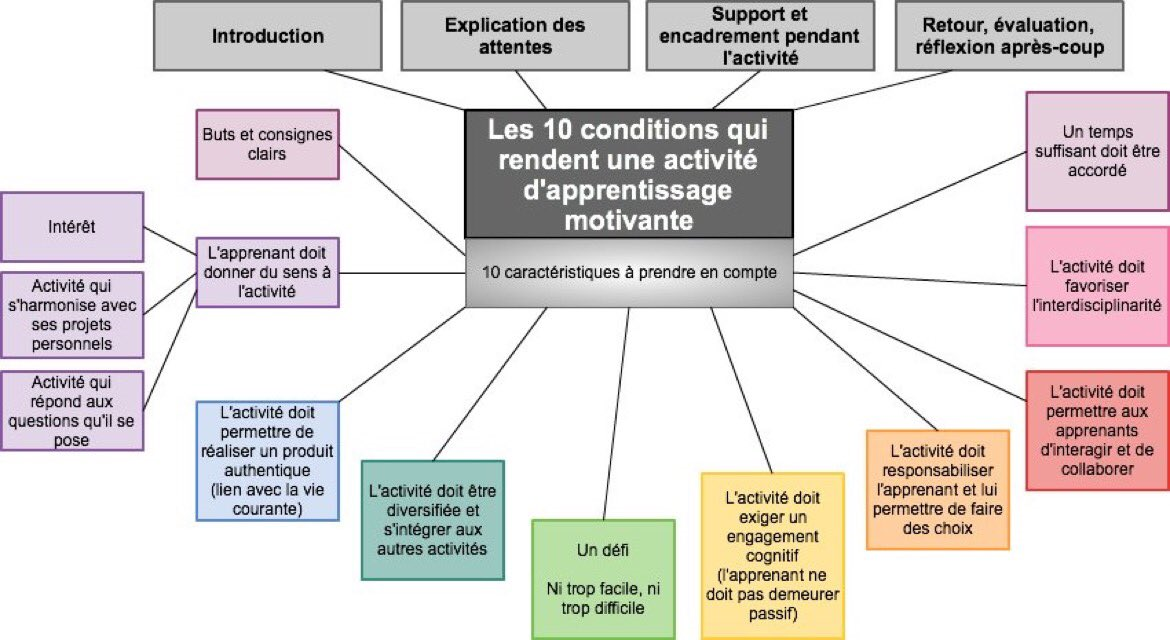 Introduction
Explication des
attentes
Support et
encadrement pendant
l'activité
Retour, évaluation,
réflexion après-coup
Les 10 conditions qui
rendent une activité
d'apprentissage
motivante
10 caractéristiques à prendre en compte
Buts et consignes
clairs
L'apprenant doit
donner du sens à
l'activité
Intérêt
Activité qui
s'harmonise avec
ses projets
personnels
Activité qui
répond aux
questions qu'il se
pose
L'activité doit
permettre de
réaliser un produit
authentique
(lien avec la vie
courante)
L'activité doit être
diversifiée et
s'intégrer aux
autres activités
Un défi
Ni trop facile, ni
trop difficile
L'activité doit
exiger un
engagement
cognitif
(l'apprenant ne
doit pas demeurer
passif)
L'activité doit
responsabiliser
l'apprenant et lui
permettre de faire
des choix
L'activité doit
permettre aux
apprenants
d'interagir et de
collaborer
L'activité doit
favoriser
l'interdisciplinarité
Un temps
suffisant doit être
accordé